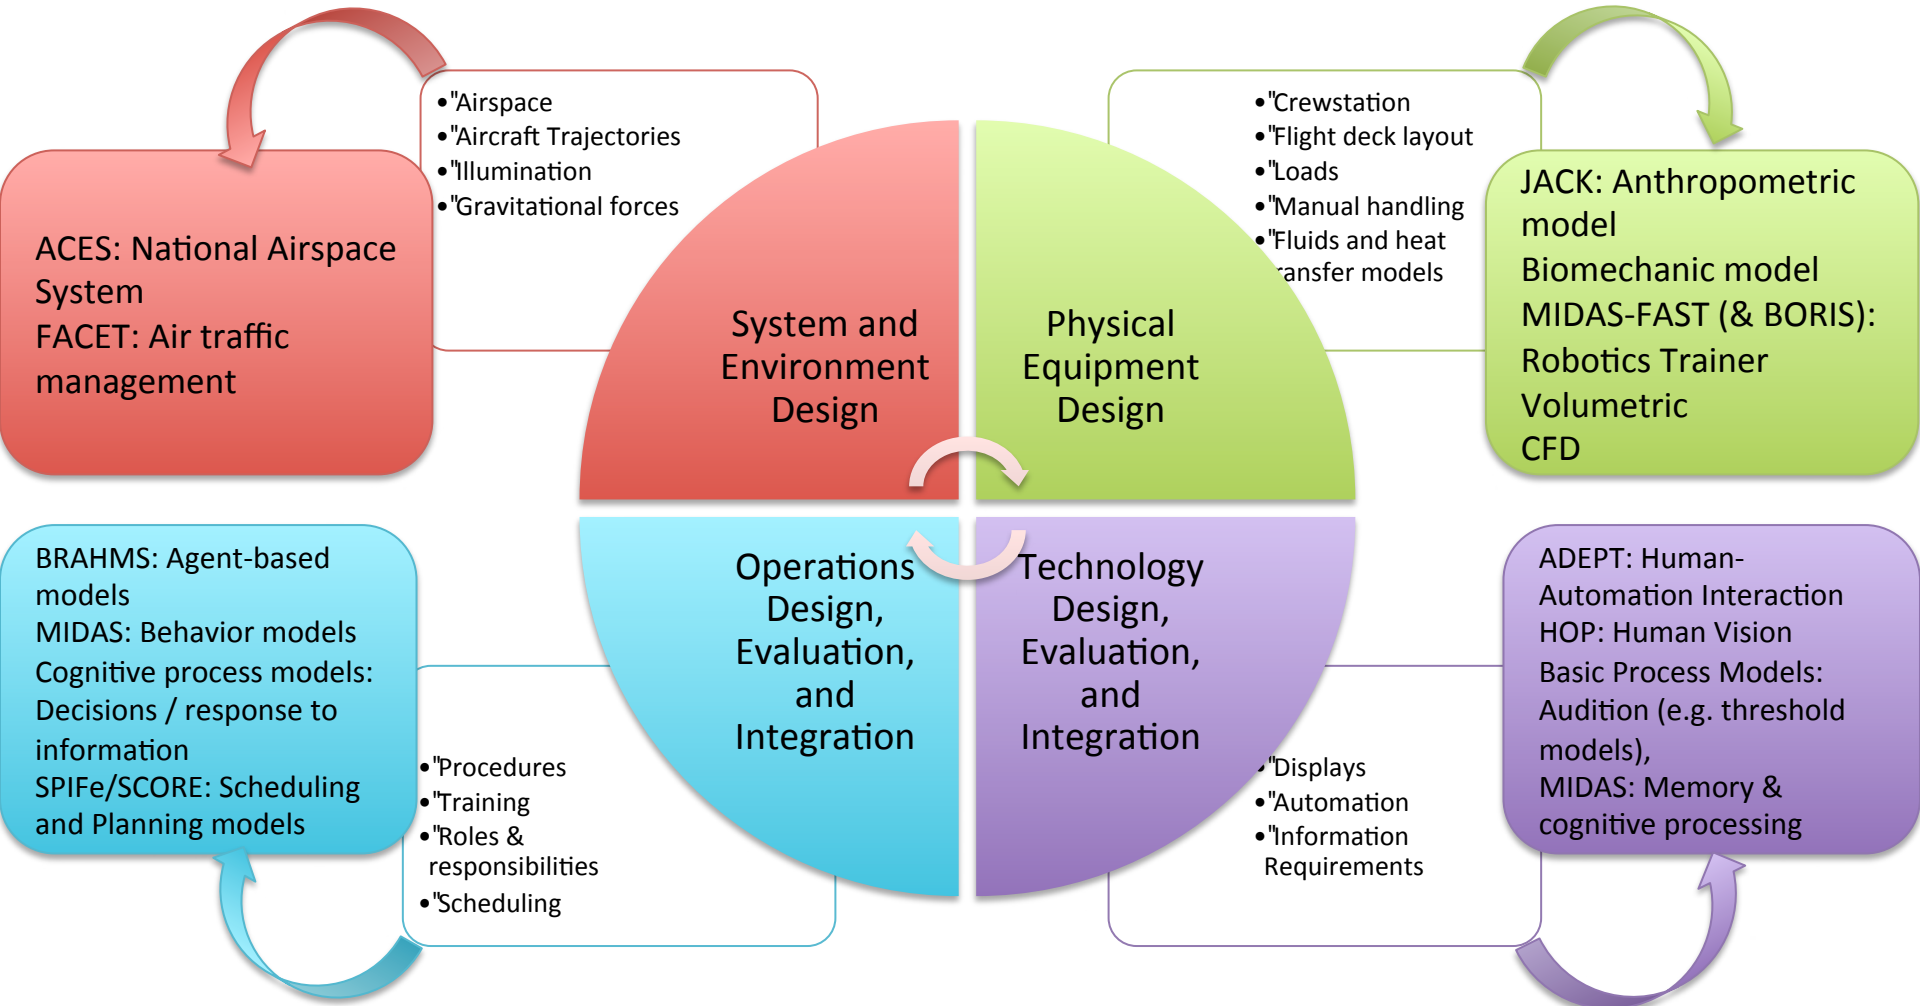 •"Airspace
•"Aircraft Trajectories
•"Illumination
•"Gravitational forces
ACES: National Airspace
System
FACET: Air traffic
management
System and
Environment
Design
•"Crewstation
•"Flight deck layout
•"Loads
•"Manual handling
•"Fluids and heat
ransfer models
Physical
Equipment
Design
JACK: Anthropometric
model
Biomechanic model
MIDAS-FAST (& BORIS):
Robotics Trainer
Volumetric
CFD
BRAHMS: Agent-based
models
MIDAS: Behavior models
Cognitive process models:
Decisions / response to
information
SPIFe/SCORE: Scheduling
and Planning models
•"Procedures
•"Training
•"Roles &
responsibilities
•"Scheduling
Operations
Design,
Evaluation,
and
Integration
Technology
Design,
Evaluation,
and
Integration
•"Displays
•"Automation
•"Information
Requirements
ADEPT: Human-
Automation Interaction
HOP: Human Vision
Basic Process Models:
Audition (e.g. threshold
models),
MIDAS: Memory &
cognitive processing